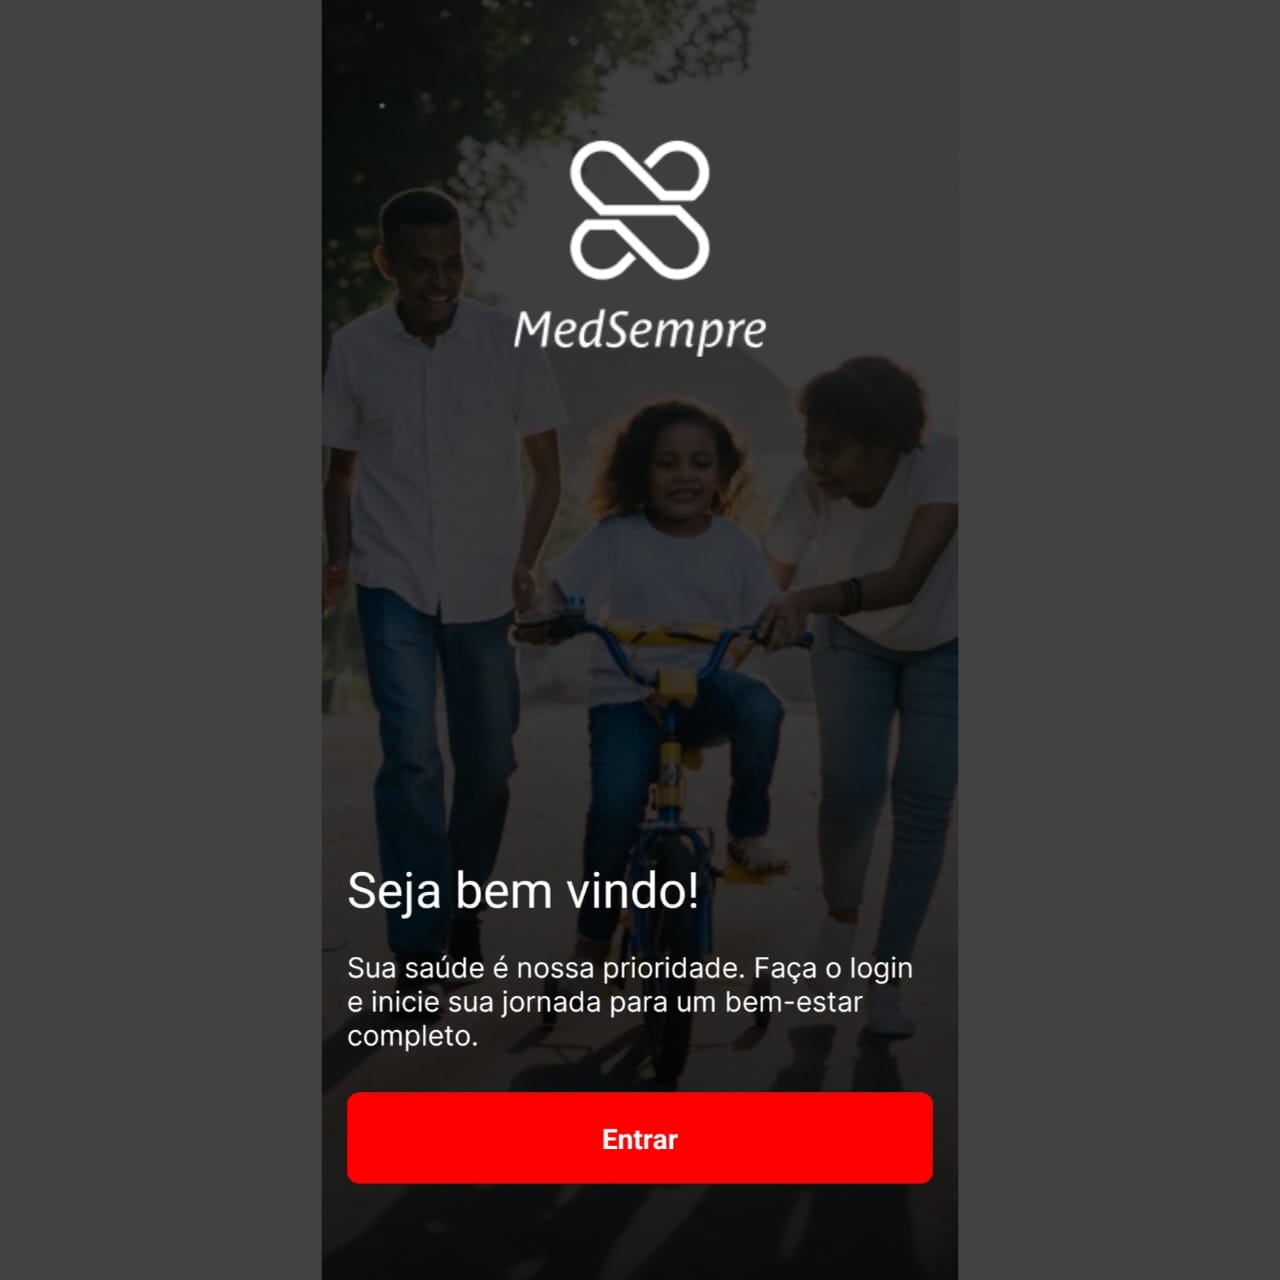 MedSempre
Seja bem vindo!
Sua saúde é nossa prioridade. Faça o login
e inicie sua jornada para um bem-estar
completo.
Entrar